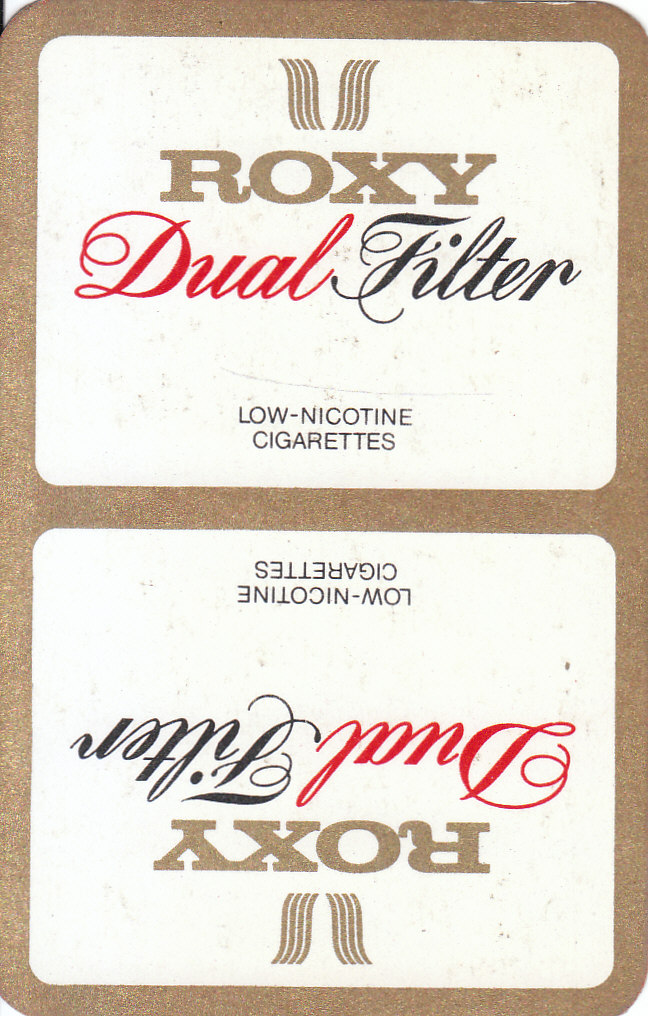 ROXY
Dual Filter
LOW-NICOTINE
CIGARETTES
LOW-NICOTINE
CIGARETTES
Dual Filter
ROXY